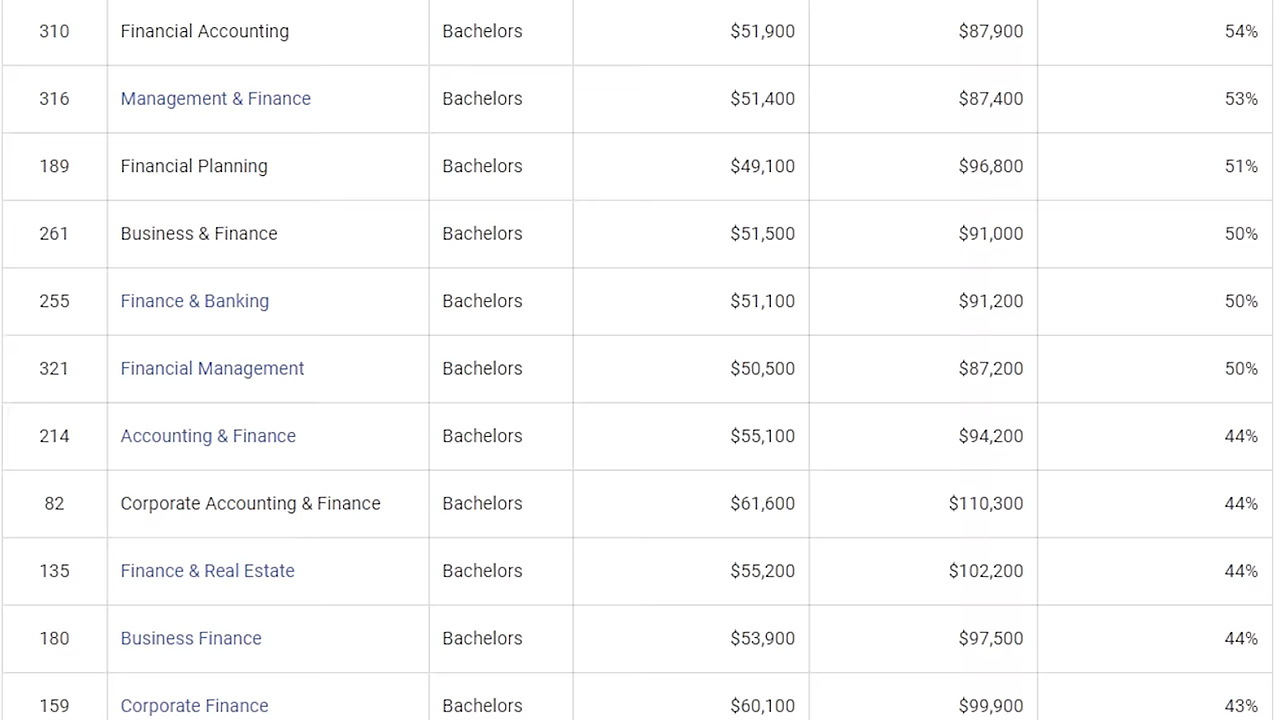 310 Financial Accounting Bachelors $51,900 $87,900 54%
316 Management & Finance Bachelors $51,400 $87,400 53%
189 Financial Planning Bachelors $49,100 $96,800 51%
261 Business & Finance Bachelors $51,500 $91,000 50%
255 Finance & Banking Bachelors $51,100 $91,200 50%
321 Financial Management Bachelors $50,500 $87,200 50%
214 Accounting & Finance Bachelors $55,100 $94,200 44%
82 Corporate Accounting & Finance Bachelors $61,600 $110,300 44%
135 Finance & Real Estate Bachelors $55,200 $102,200 44%
180 Business Finance Bachelors $53,900 $97,500 44%
159 Corporate Finance Bachelors $60,100 $99,900 43%